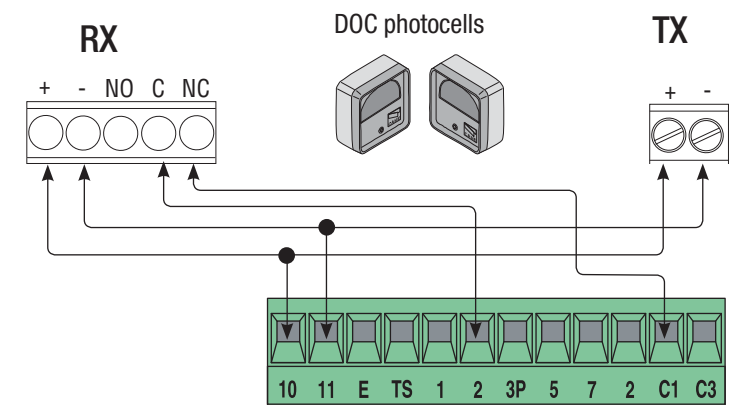 DOC photocells
RX
TX
+ - NO C NC
+ -
10 11 E TS 1 2 3P 5 7 2 C1 C3